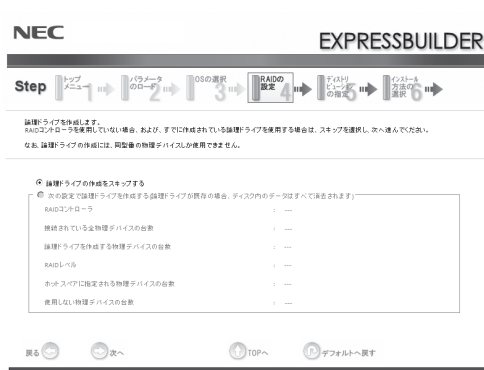 NEC
EXPRESSBUILDER
Step
トップ
メニュー 1
パラメータ
のロード 2
OSの選択
3
RAIDの
設定 4
ディストリ
ビューション
の指定 5
インストール
方法の
選択 6
論理ドライブを作成します。
RAIDコントローラを使用していない場合、および、すでに作成されている論理ドライブを使用する場合は、スキップを選択し、次へ進んでください。
なお、論理ドライブの作成には、同型番の物理デバイスしか使用できません。
論理ドライブの作成をスキップする
次の設定で論理ドライブを作成する(論理ドライブが既存の場合、ディスク内のデータはすべて消去されます)
RAIDコントローラ : ---
接続されている全物理デバイスの台数 : ---
論理ドライブを作成する物理デバイスの台数 : ---
RAIDレベル : ---
ホットスペアに指定される物理デバイスの台数 : ---
使用しない物理デバイスの台数 : ---
戻る 次へ TOPへ デフォルトへ戻す